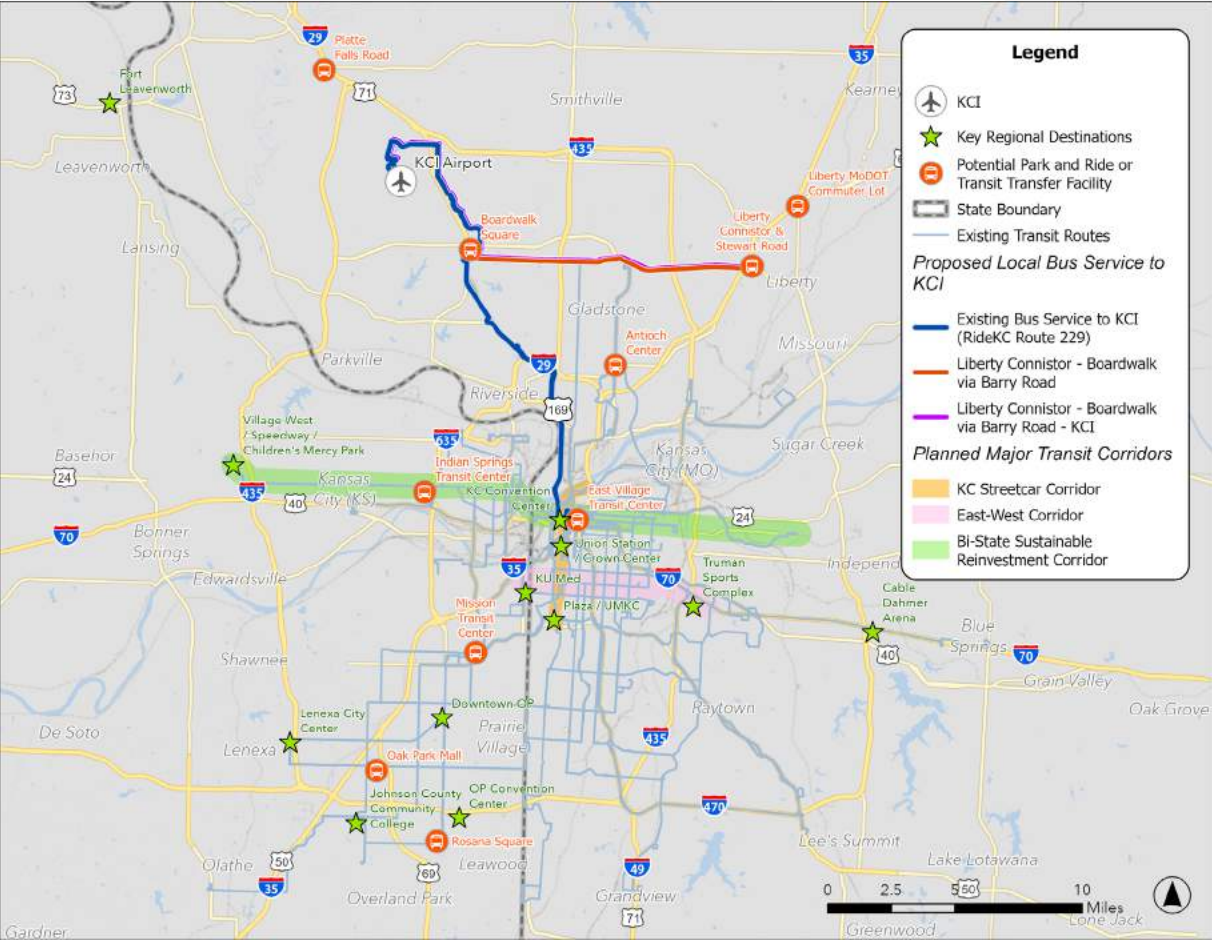 29
Platte
Falls Road
35
Legend
Fort
Leavenworth
73
71
Smithville
Kearney
KCI
Key Regional Destinations
435
Leavenworth
KCI Airport
Potential Park and Ride or
Transit Transfer Facility
Liberty MoDOT
Commuter Lot
State Boundary
Boardwalk
Square
Liberty
Connistor &
Stewart Road
Existing Transit Routes
Lansing
Proposed Local Bus Service to
KCI
Liberty
Gladstone
Existing Bus Service to KCI
(RideKC Route 229)
Antioch
Center
Missouri
Parkville
29
Liberty Connistor - Boardwalk
via Barry Road
Riverside
169
Liberty Connistor - Boardwalk
via Barry Road - KCI
Village West
/ Speedway /
Children's Mercy Park
635
Kansas
City (MO)
Sugar Creek
Planned Major Transit Corridors
Basehor
24
Indian Springs
Transit Center
Kansas
City (KS)
435
40
KC Convention
Center
East Village
Transit Center
KC Streetcar Corridor
24
East-West Corridor
Bonner
Springs
70
Union Station
/ Crown Center
Bi-State Sustainable
Reinvestment Corridor
Edwardsville
35
KU Med
70
Truman
Sports
Complex
Independ
Mission
Transit
Center
Plaza / UMKC
Cable
Dahmer
Arena
Blue
Springs
40
70
Shawnee
Grain Valley
Raytown
Oak Grove
Downtown OP
Lenexa City
Center
Prairie
Village
De Soto
Lenexa
435
Oak Park Mall
Johnson County
Community
College
OP Convention
Center
470
Rosana Square
Lee's Summit
Olathe
50
69
Leawood
49
Lake Lotawana
35
Overland Park
Grandview
71
0 2.5 5 10
Miles
50
Lone Jack
Gardner
Greenwood